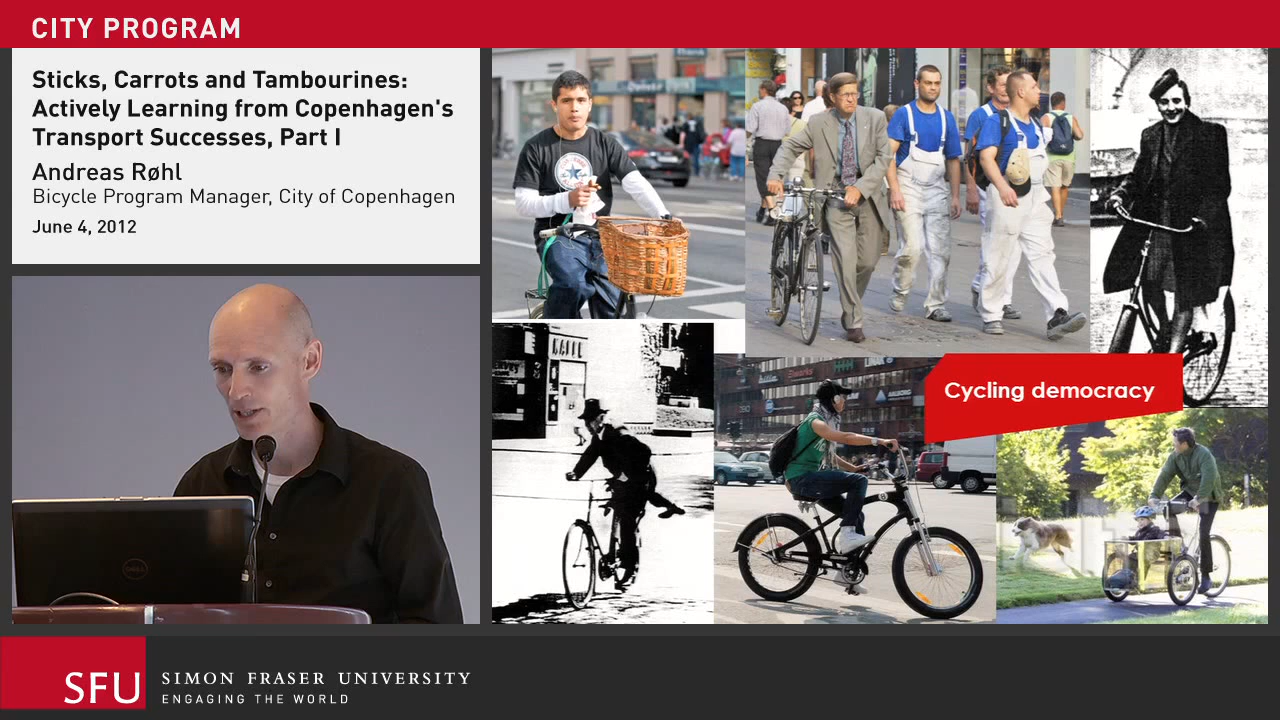 CITY PROGRAM
Sticks, Carrots and Tambourines:
Actively Learning from Copenhagen's
Transport Successes, Part I
Andreas Røhl
Bicycle Program Manager, City of Copenhagen
June 4, 2012
Cycling democracy
DELL
SFU
SIMON FRASER UNIVERSITY
ENGAGING THE WORLD